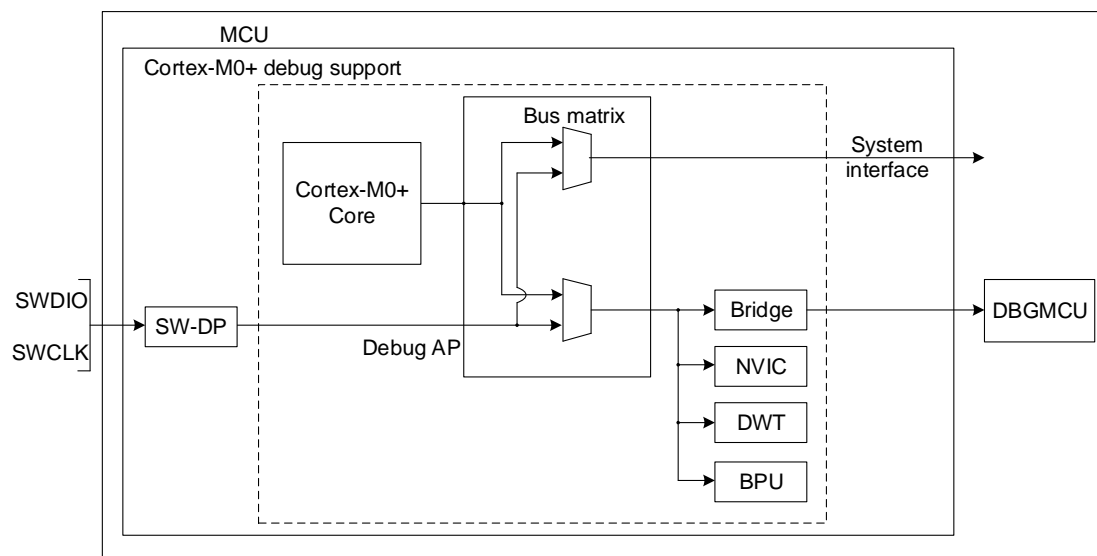 MCU
Cortex-M0+ debug support
Bus matrix
System
interface
Cortex-M0+
Core
SWDIO
SWCLK
SW-DP
Debug AP
Bridge
DBGMCU
NVIC
DWT
BPU